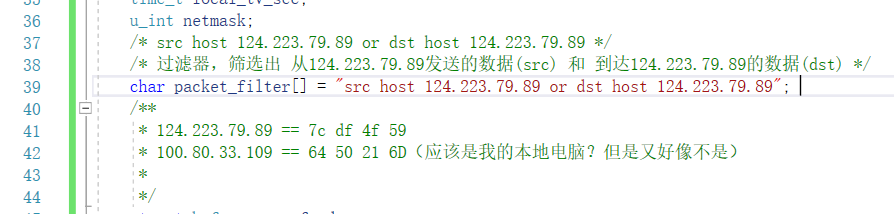 35 time_t local_tv_sec;
36 u_int netmask;
37 /* src host 124.223.79.89 or dst host 124.223.79.89 */
38 /* 过滤器，筛选出 从124.223.79.89发送的数据(src) 和 到达124.223.79.89的数据(dst) */
39 char packet_filter[] = "src host 124.223.79.89 or dst host 124.223.79.89";
40 /**
41 * 124.223.79.89 == 7c df 4f 59
42 * 100.80.33.109 == 64 50 21 6D（应该是我的本地电脑？但是又好像不是）
43 *
44 */